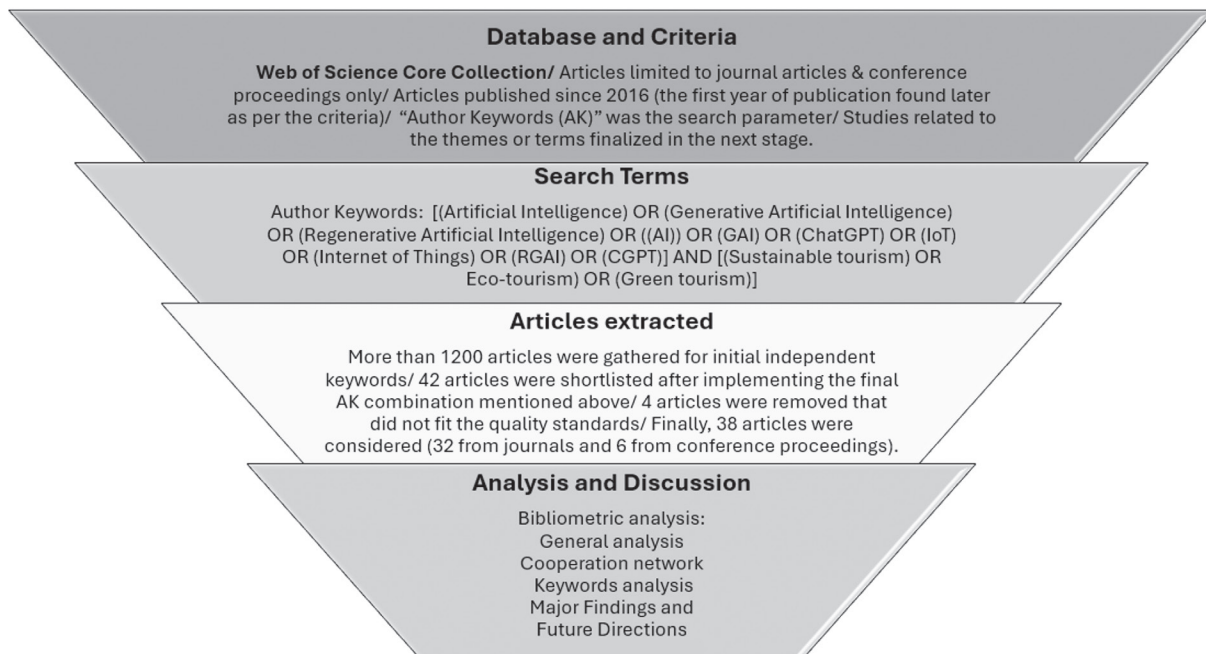 Database and Criteria
Web of Science Core Collection/ Articles limited to journal articles & conference
proceedings only/ Articles published since 2016 (the first year of publication found later
as per the criteria)/ “Author Keywords (AK)” was the search parameter/ Studies related to
the themes or terms finalized in the next stage.
Search Terms
Author Keywords: [(Artificial Intelligence) OR (Generative Artificial Intelligence)
OR (Regenerative Artificial Intelligence) OR ((AI)) OR (GAI) OR (ChatGPT) OR (IoT)
OR (Internet of Things) OR (RGAI) OR (CGPT)] AND [(Sustainable tourism) OR
Eco-tourism) OR (Green tourism)]
Articles extracted
More than 1200 articles were gathered for initial independent
keywords/ 42 articles were shortlisted after implementing the final
AK combination mentioned above/ 4 articles were removed that
did not fit the quality standards/ Finally, 38 articles were
considered (32 from journals and 6 from conference proceedings).
Analysis and Discussion
Bibliometric analysis:
General analysis
Cooperation network
Keywords analysis
Major Findings and
Future Directions